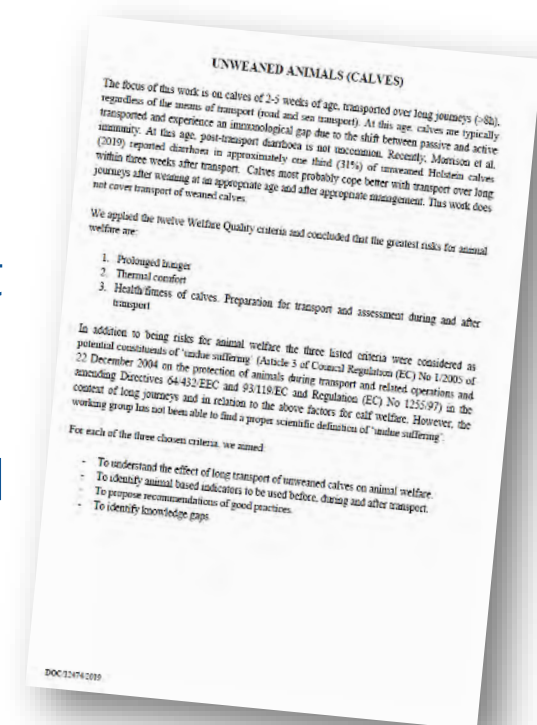 UNWEANED ANIMALS (CALVES)
The focus of this work is on calves of 2-5 weeks of age, transported over long journeys (>8h),
regardless of the means of transport (road and sea transport). At this age, calves are typically
transported and experience an immunological gap due to the shift between passive and active
immunity. At this age, post-transport diarrhoea is not uncommon. Recently, Morrison et al.
(2019) reported diarrhoea in approximately one third (31%) of unweaned Holstein calves
within three weeks after transport. Calves most probably cope better with transport over long
journeys after weaning at an appropriate age and after appropriate management. This work does
not cover transport of weaned calves.
We applied the twelve Welfare Quality criteria and concluded that the greatest risks for animal
welfare are:
1. Prolonged hunger
2. Thermal comfort
3. Health/fitness of calves. Preparation for transport and assessment during and after
transport
In addition to being risks for animal welfare the three listed criteria were considered as
potential constituents of 'undue suffering' (Article 3 of Council Regulation (EC) No 1/2005 of
22 December 2004 on the protection of animals during transport and related operations and
amending Directives 64/432/EEC and 93/119/EC and Regulation (EC) No 1255/97) in the
context of long journeys and in relation to the above factors for calf welfare. However, the
working group has not been able to find a proper scientific definition of 'undue suffering'.
For each of the three chosen criteria, we aimed:
- To understand the effect of long transport of unweaned calves on animal welfare.
- To identify animal based indicators to be used before, during and after transport.
- To propose recommendations of good practices.
- To identify knowledge gaps.
DOC/12474/2019